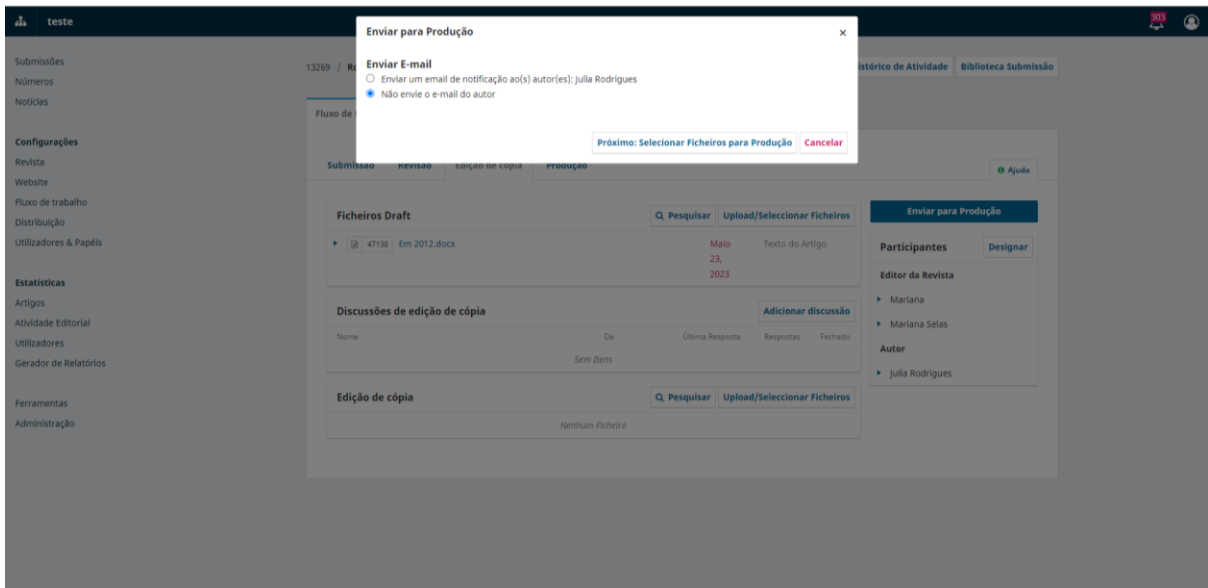 teste
303
Enviar para Produção
×
Enviar E-mail
Enviar um email de notificação ao(s) autor(es): Julia Rodrigues
Não envie o e-mail do autor
Próximo: Selecionar Ficheiros para Produção
Cancelar
Submissões
Números
Notícias
Configurações
Revista
Website
Fluxo de trabalho
Distribuição
Utilizadores & Papéis
Estatísticas
Artigos
Atividade Editorial
Utilizadores
Gerador de Relatórios
Ferramentas
Administração
13269 /
istórico de Atividade
Biblioteca Submissão
Fluxo de
Submissão
Revisão
Edição de cópia
Produção
Ajuda
Ficheiros Draft
Pesquisar
Upload/Seleccionar Ficheiros
47138
Em 2012.docx
Maio
23,
2023
Texto do Artigo
Discussões de edição de cópia
Adicionar discussão
Nome
De
Última Resposta
Respostas
Fechado
Sem Itens
Edição de cópia
Pesquisar
Upload/Seleccionar Ficheiros
Nenhum Ficheiro
Enviar para Produção
Participantes
Designar
Editor da Revista
Mariana
Mariana Selas
Autor
Julia Rodrigues